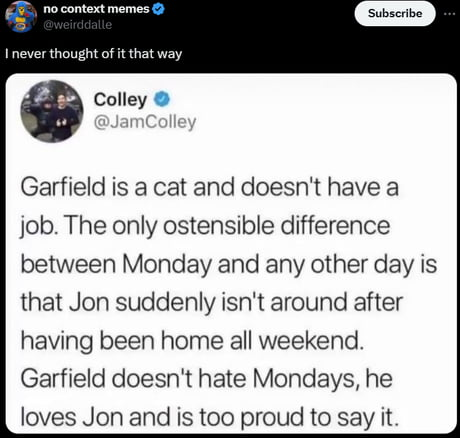 no context memes
@weirddalle
Subscribe
I never thought of it that way
Colley
@JamColley
Garfield is a cat and doesn't have a
job. The only ostensible difference
between Monday and any other day is
that Jon suddenly isn't around after
having been home all weekend.
Garfield doesn't hate Mondays, he
loves Jon and is too proud to say it.